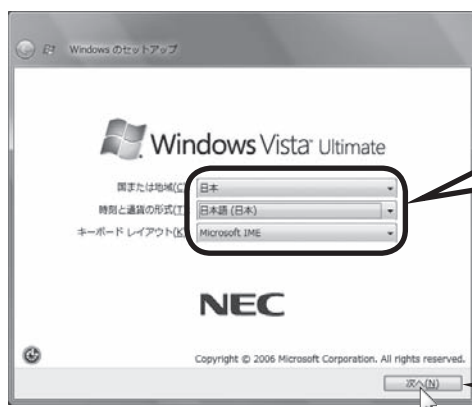 Windows のセットアップ
Windows Vista™ Ultimate
国または地域(C
日本
時刻と通貨の形式(T
日本語 (日本)
キーボード レイアウト(K
Microsoft IME
NEC
Copyright © 2006 Microsoft Corporation. All rights reserved.
次へ(N)